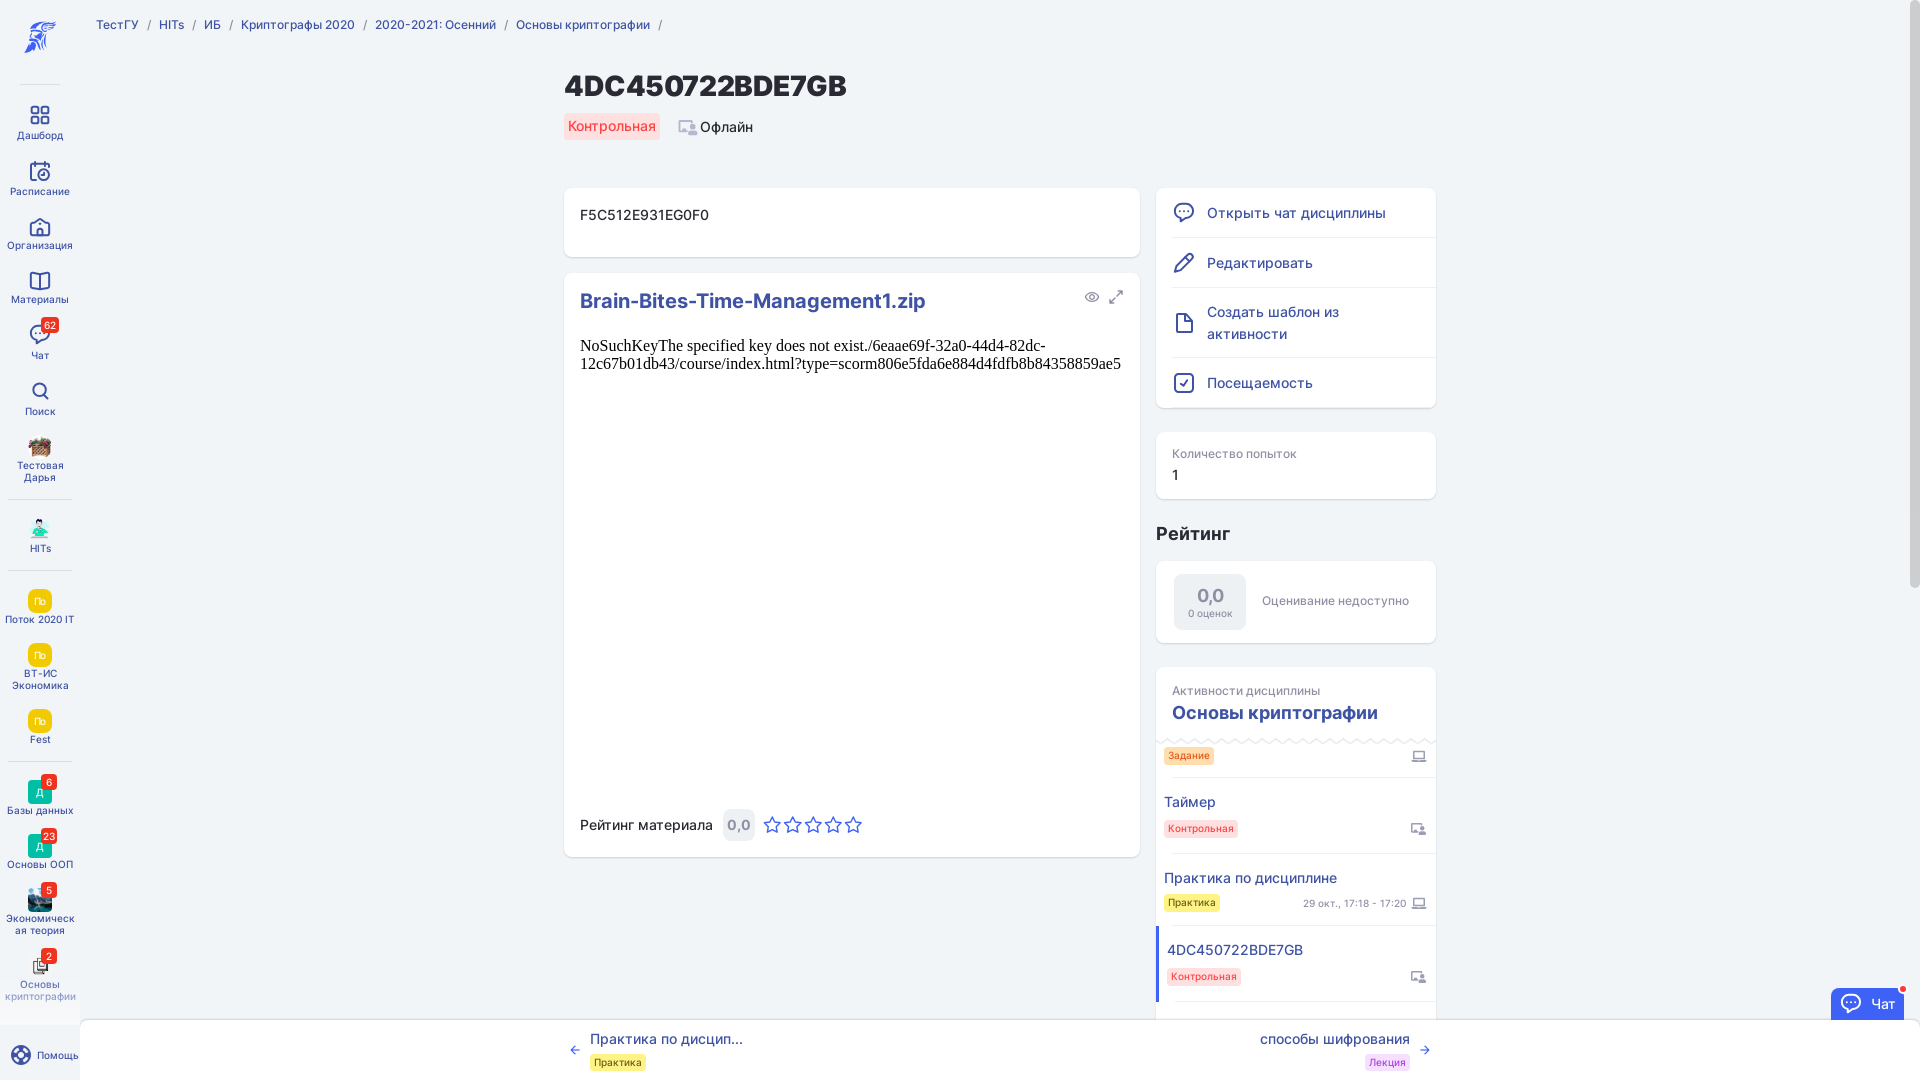 ТестГУ / HITs / ИБ / Криптографы 2020 / 2020-2021: Осенний / Основы криптографии /
Дашборд
Расписание
Организация
Материалы
62
Чат
Поиск
Тестовая
Дарья
HITs
По
Поток 2020 IT
По
ВТ-ИС
Экономика
По
Fest
6
Д
Базы данных
23
Д
Основы ООП
5
Экономическ
ая теория
2
Основы
криптографии
Помощь
4DC450722BDE7GB
Контрольная
Офлайн
F5C512E931EG0F0
Brain-Bites-Time-Management1.zip
NoSuchKeyThe specified key does not exist./6eaae69f-32a0-44d4-82dc-
12c67b01db43/course/index.html?type=scorm806e5fda6e884d4fdfb8b84358859ae5
Рейтинг материала 0,0
Открыть чат дисциплины
Редактировать
Создать шаблон из
активности
Посещаемость
Количество попыток
1
Рейтинг
0,0
0 оценок
Оценивание недоступно
Активности дисциплины
Основы криптографии
Задание
Таймер
Контрольная
Практика по дисциплине
Практика
29 окт., 17:18 - 17:20
4DC450722BDE7GB
Контрольная
Чат
Практика по дисцип...
Практика
способы шифрования
Лекция